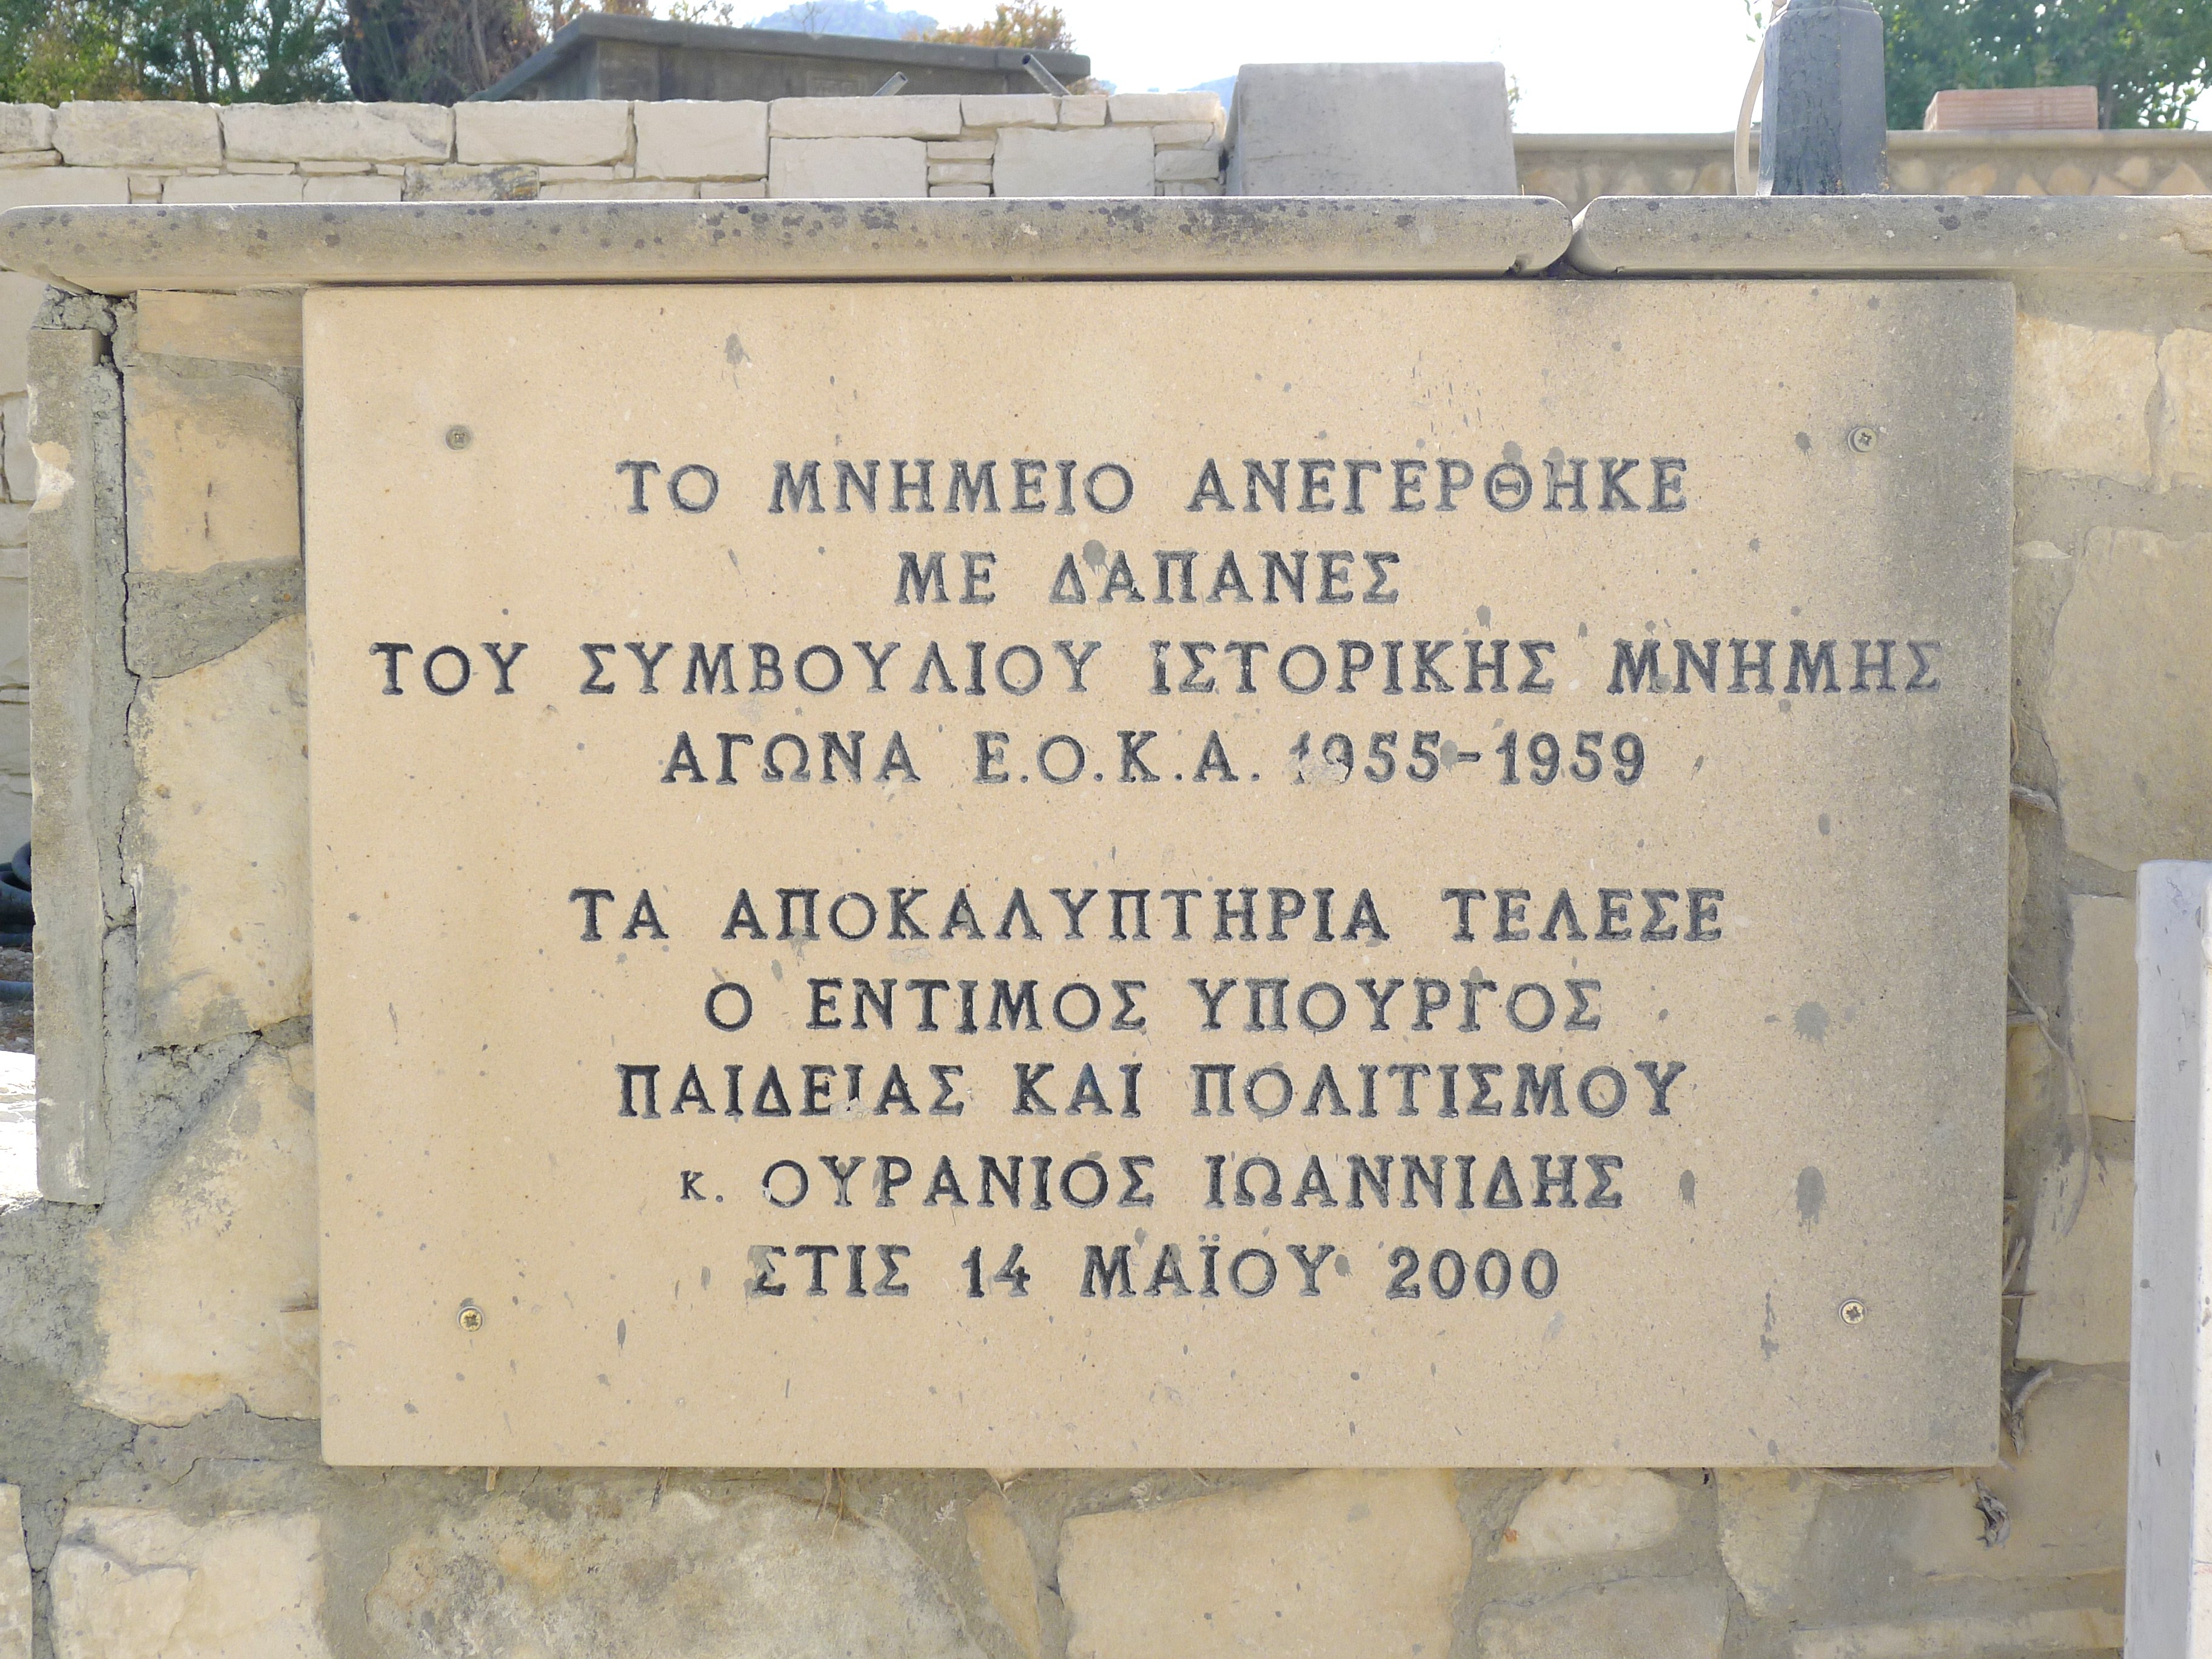 ΤΟ ΜΝΗΜΕΙΟ ΑΝΕΓΕΡΘΗΚΕ
ΜΕ ΔΑΠΑΝΕΣ
ΤΟΥ ΣΥΜΒΟΥΛΙΟΥ ΙΣΤΟΡΙΚΗΣ ΜΝΗΜΗΣ
ΑΓΩΝΑ Ε.Ο.Κ.Α. 1955-1959
ΤΑ ΑΠΟΚΑΛΥΠΤΗΡΙΑ ΤΕΛΕΣΕ
Ο ΕΝΤΙΜΟΣ ΥΠΟΥΡΓΟΣ
ΠΑΙΔΕΙΑΣ ΚΑΙ ΠΟΛΙΤΙΣΜΟΥ
κ. ΟΥΡΑΝΙΟΣ ΙΩΑΝΝΙΔΗΣ
ΣΤΙΣ 14 ΜΑΪΟΥ 2000